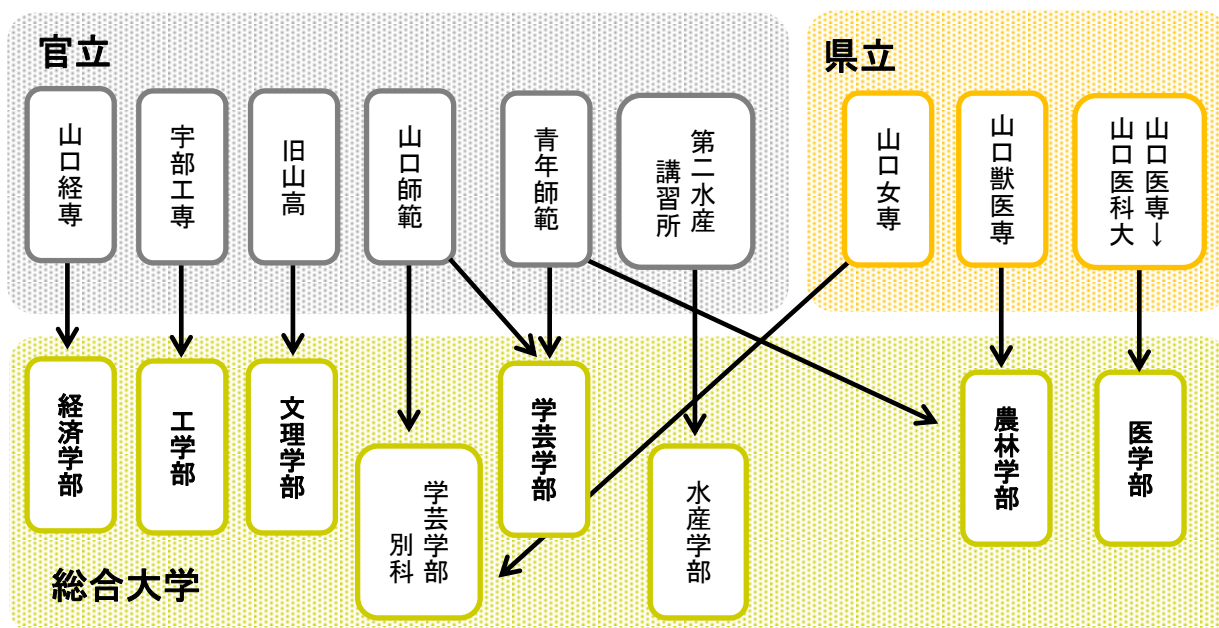 官立
県立
山口経専
宇部工専
旧山高
山口師範
青年師範
第二水産
講習所
山口女専
山口獣医専
山口医専→
山口医科大
経済学部
工学部
文理学部
学芸学部
別科
学芸学部
水産学部
農林学部
医学部
総合大学